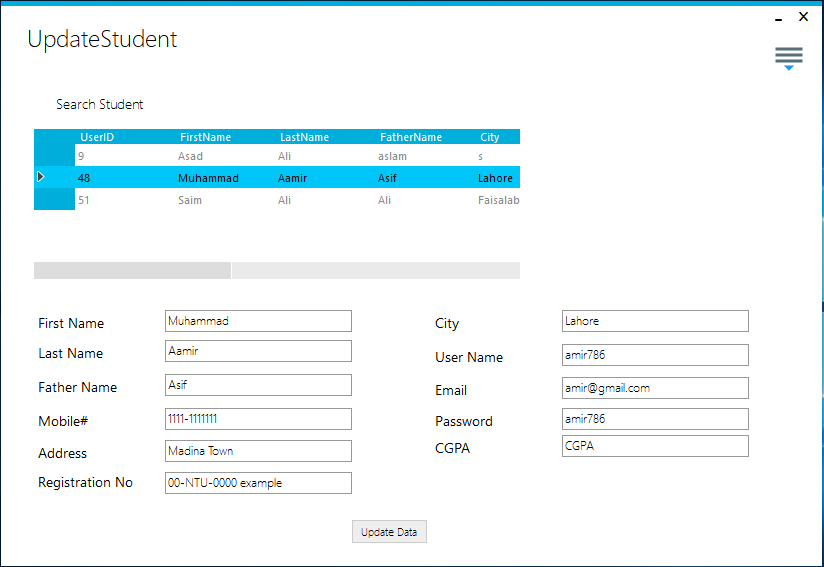 UpdateStudent
Search Student
UserID FirstName LastName FatherName City
9 Asad Ali aslam s
48 Muhammad Aamir Asif Lahore
51 Saim Ali Ali Faisalab
First Name Muhammad City Lahore
Last Name Aamir User Name amir786
Father Name Asif Email amir@gmail.com
Mobile# 1111-1111111 Password amir786
Address Madina Town CGPA CGPA
Registration No 00-NTU-0000 example
Update Data